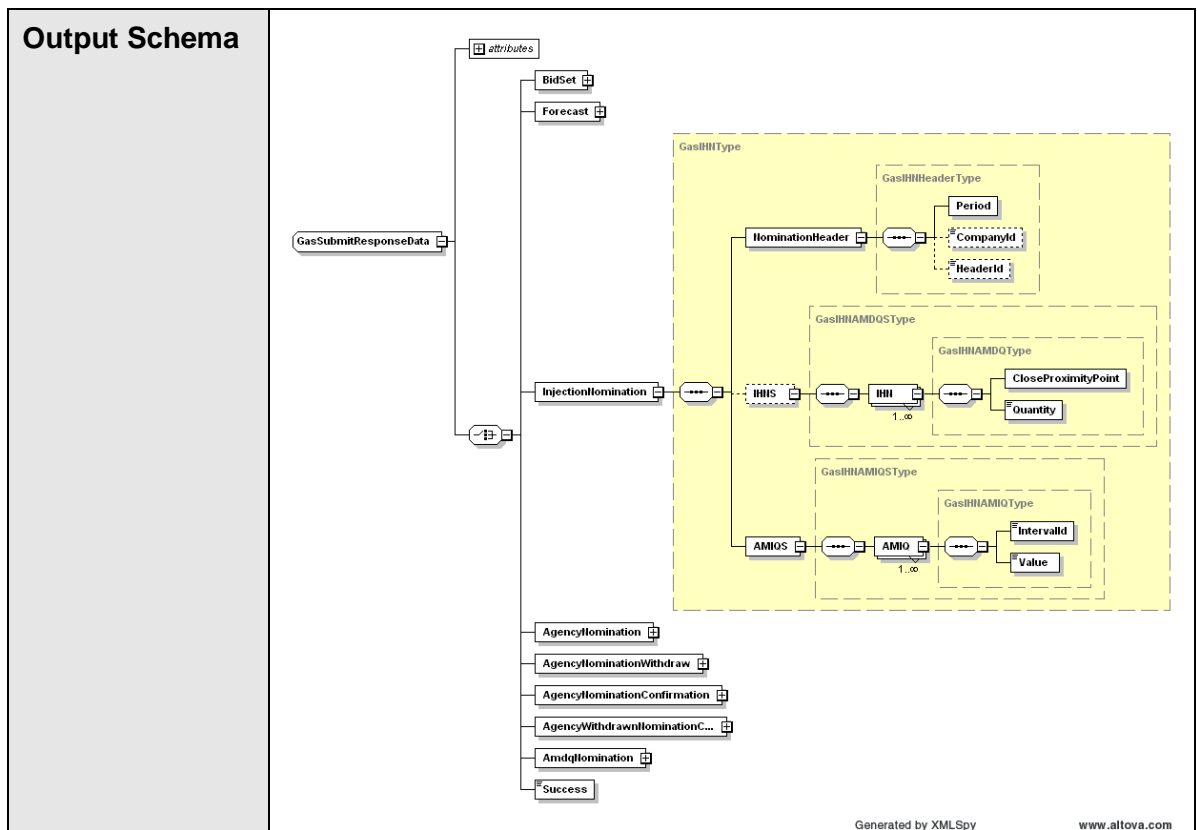 Output Schema
attributes
BidSet
Forecast
GasIHNType
GasIHNHeaderType
Period
GasSubmitResponseData
NominationHeader
CompanyId
HeaderId
GasIHNAMDQSType
GasIHNAMDQType
CloseProximityPoint
InjectionNomination
IHNS
IHN
Quantity
1..∞
GasIHNAMIQSType
GasIHNAMIQType
IntervalId
AMIQS
AMIQ
Value
1..∞
AgencyNomination
AgencyNominationWithdraw
AgencyNominationConfirmation
AgencyWithdrawnNominationC...
AmdqNomination
Success
Generated by XMLSpy www.altova.com